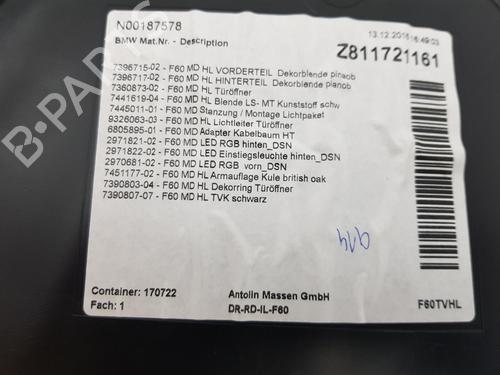 N00187578
13.12.2016 16:49:03
BMW Mat.Nr. - Description
Z811721161
7396715-02 - F60 MD HL VORDERTEIL Dekorblende pianob
7396717-02 - F60 MD HL HINTERTEIL Dekorblende pianob
7360873-02 - F60 MD HL Türöffner
7441619-04 - F60 MD HL Blende LS- MT Kunststoff schw
7445011-01 - F60 MD Stanzung / Montage Lichtpaket
9326063-03 - F60 MD HL Lichtleiter Türöffner
6805895-01 - F60 MD Adapter Kabelbaum HT
2971821-02 - F60 MD LED RGB hinten_DSN
2971822-02 - F60 MD LED Einstiegsleuchte hinten_DSN
2970681-02 - F60 MD LED RGB vorn_DSN
7451177-02 - F60 MD HL Armauflage Kule british oak
7390803-04 - F60 MD HL Dekorring Türöffner
7390807-07 - F60 MD HL TVK schwarz
Container: 170722
Antolin Massen GmbH
Fach: 1
DR-RD-IL-F60
F60TVHL
B-Parts